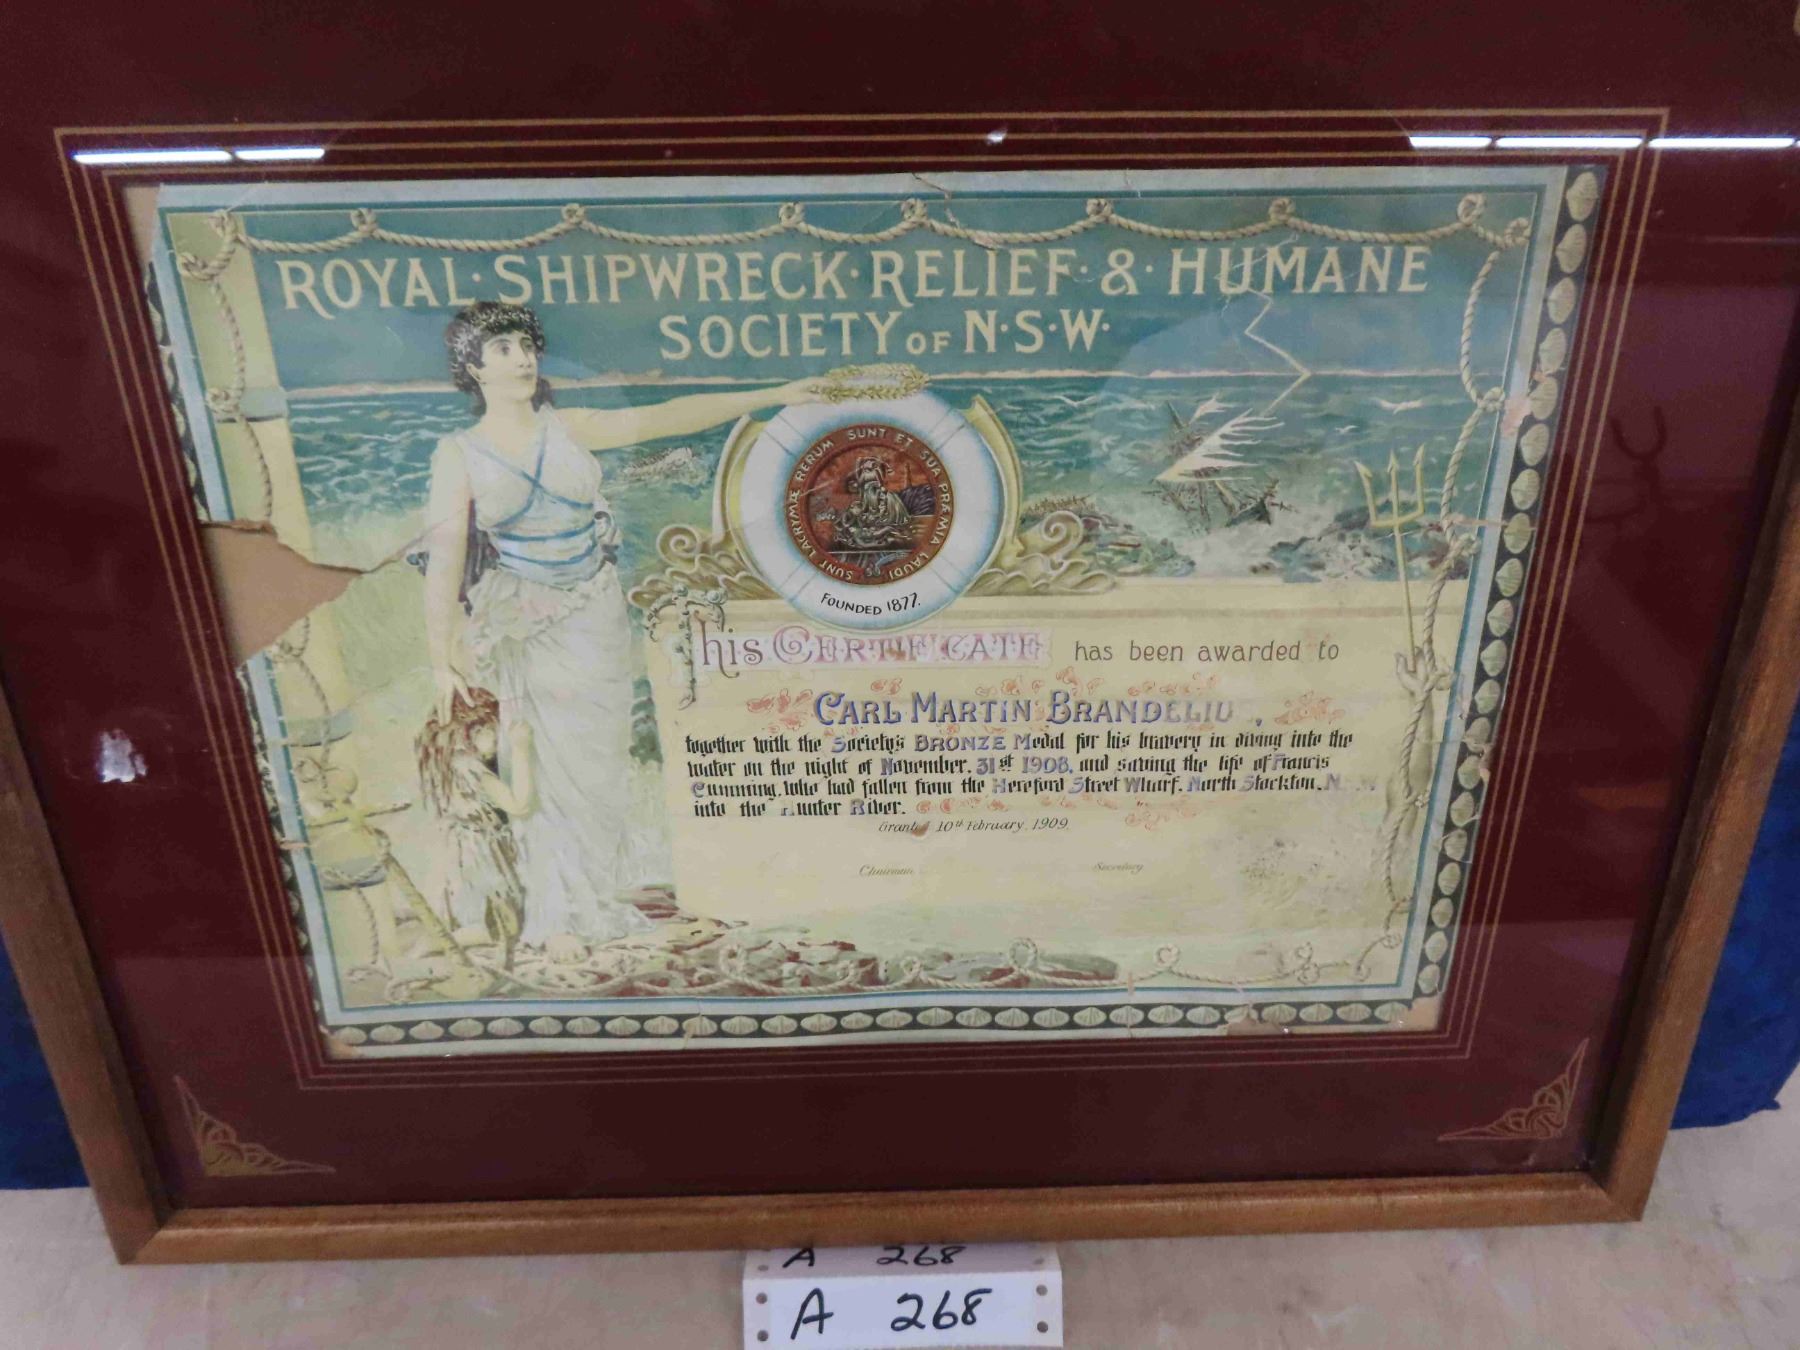 ROYAL·SHIPWRECK·RELIEF·&·HUMANE
SOCIETY OF N·S·W·
SUNT LACRYMÆ RERUM SUNT ET SUA PRÆMIA LAUDI
FOUNDED 1877.
This CERTIFICATE has been awarded to
CARL MARTIN BRANDELIU,
together with the Society's BRONZE Medal for his bravery in diving into the
water on the night of November, 31st 1908, and saving the life of Francis
Cumming, who had fallen from the Hereford Street Wharf, North Stockton, N W
into the Hunter River.
Granted 10th February, 1909.
Chairman Secretary
A 268
A 268